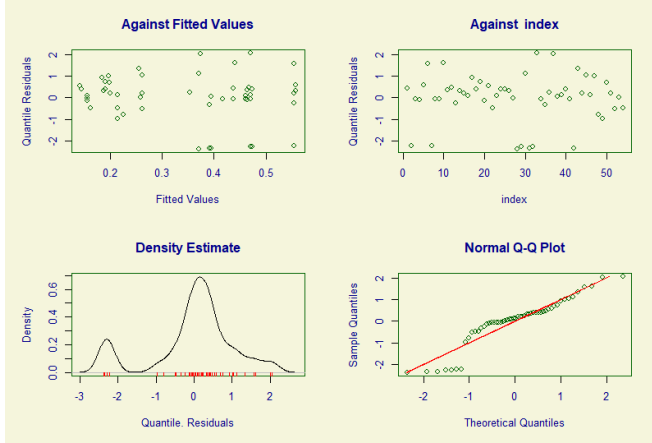 Against Fitted Values
Quantile Residuals
2
1
0
-1
-2
0.2 0.3 0.4 0.5
Fitted Values
Against index
Quantile Residuals
2
1
0
-1
-2
0 10 20 30 40 50
index
Density Estimate
Density
0.6
0.4
0.2
0.0
-3 -2 -1 0 1 2
Quantile. Residuals
Normal Q-Q Plot
Sample Quantiles
2
1
0
-1
-2
-2 -1 0 1 2
Theoretical Quantiles